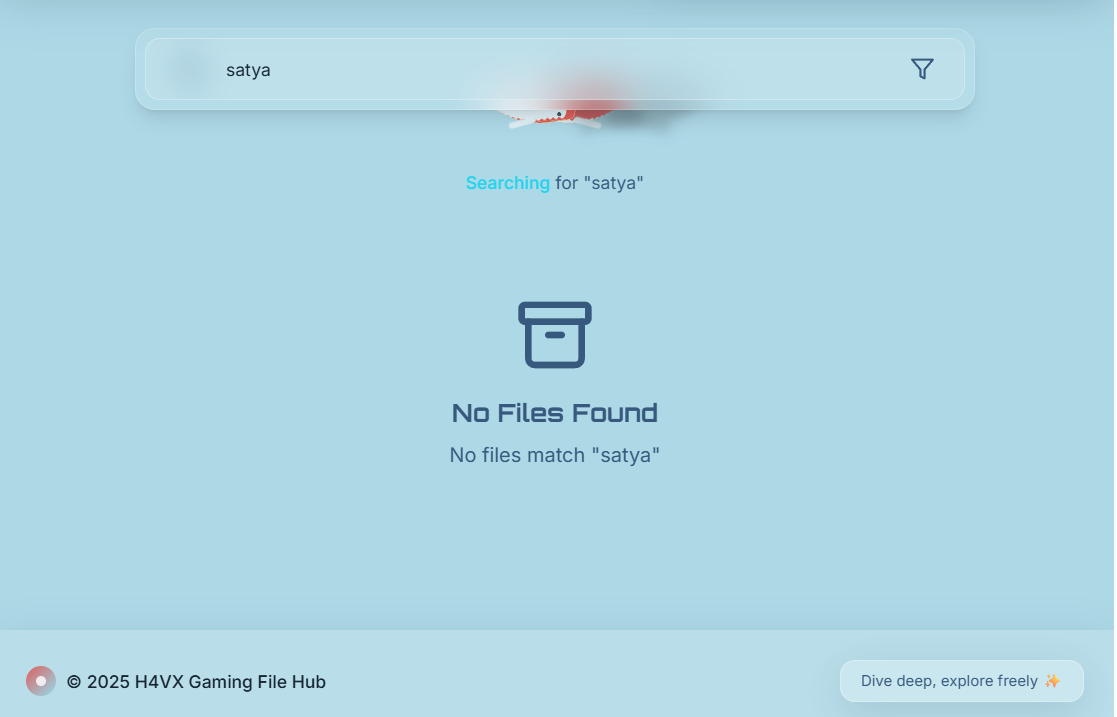 satya
Searching for "satya"
No Files Found
No files match "satya"
© 2025 H4VX Gaming File Hub
Dive deep, explore freely ✨